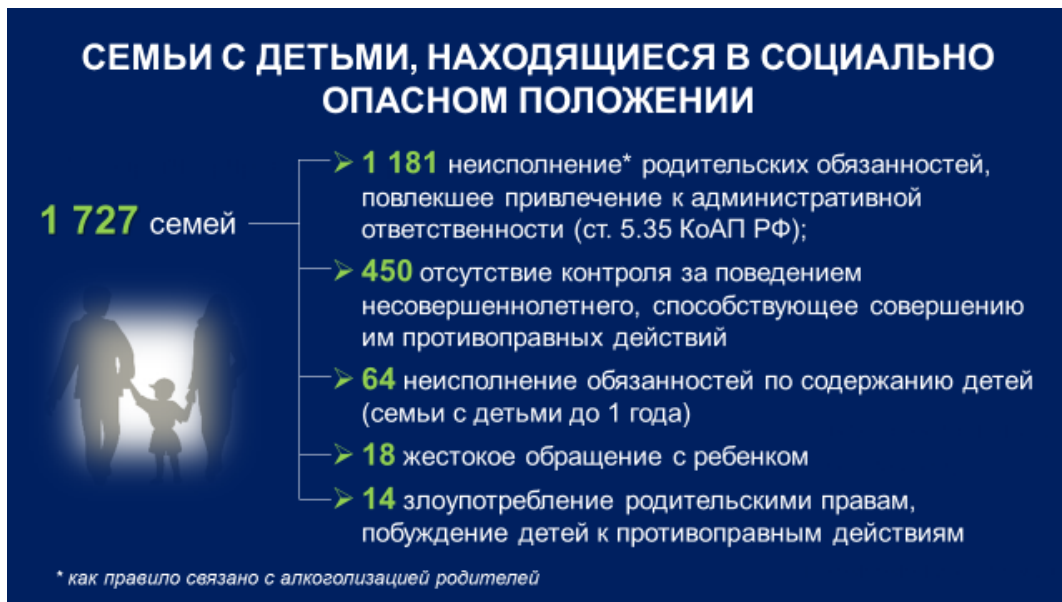 СЕМЬИ С ДЕТЬМИ, НАХОДЯЩИЕСЯ В СОЦИАЛЬНО
ОПАСНОМ ПОЛОЖЕНИИ
1 727 семей
1 181 неисполнение* родительских обязанностей,
повлекшее привлечение к административной
ответственности (ст. 5.35 КоАП РФ);
450 отсутствие контроля за поведением
несовершеннолетнего, способствующее совершению
им противоправных действий
64 неисполнение обязанностей по содержанию детей
(семьи с детьми до 1 года)
18 жестокое обращение с ребенком
14 злоупотребление родительскими правам,
побуждение детей к противоправным действиям
* как правило связано с алкоголизацией родителей